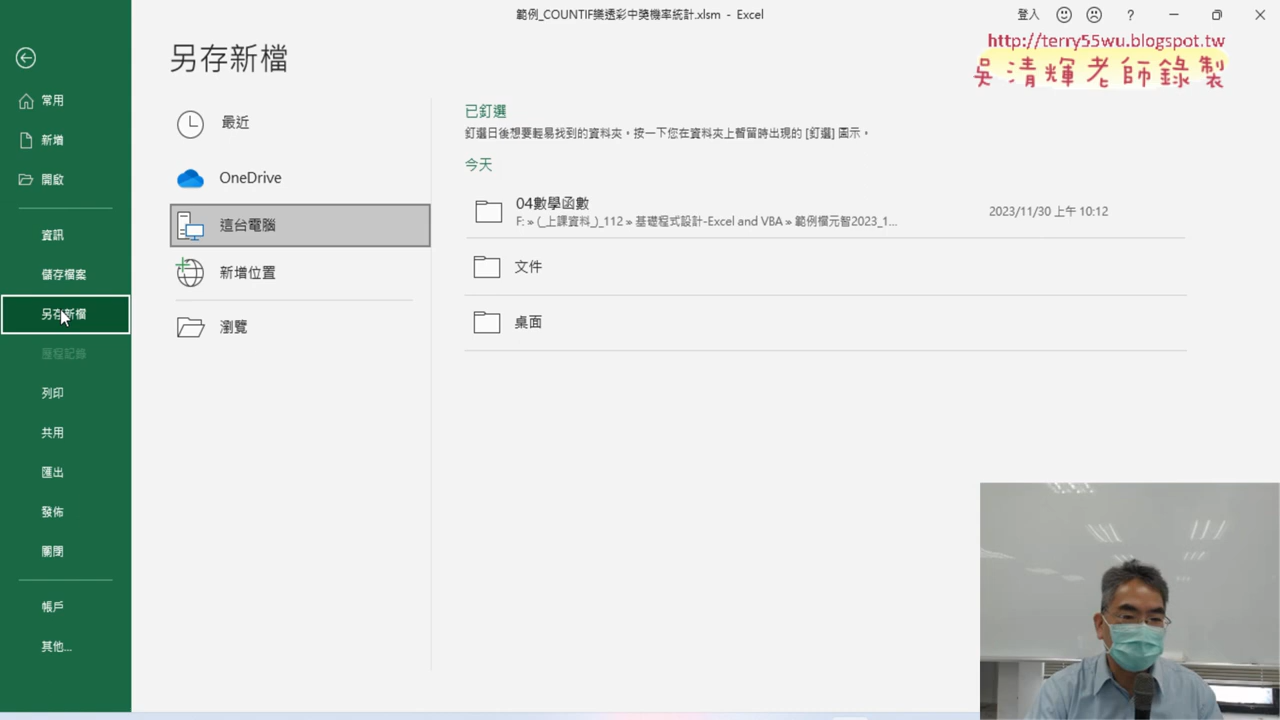 範例_COUNTIF樂透彩中獎機率統計.xlsm - Excel
登入
?
http://terry55wu.blogspot.tw
吳清輝老師錄製
另存新檔
常用
新增
開啟
資訊
儲存檔案
另存新檔
歷程記錄
列印
共用
匯出
發佈
關閉
帳戶
其他...
最近
OneDrive
這台電腦
新增位置
瀏覽
已釘選
釘選日後想要輕易找到的資料夾。按一下您在資料夾上暫留時出現的 [釘選] 圖示。
今天
04數學函數
2023/11/30 上午 10:12
F: » (_上課資料_)_112 » 基礎程式設計-Excel and VBA » 範例檔元智2023_1...
文件
桌面